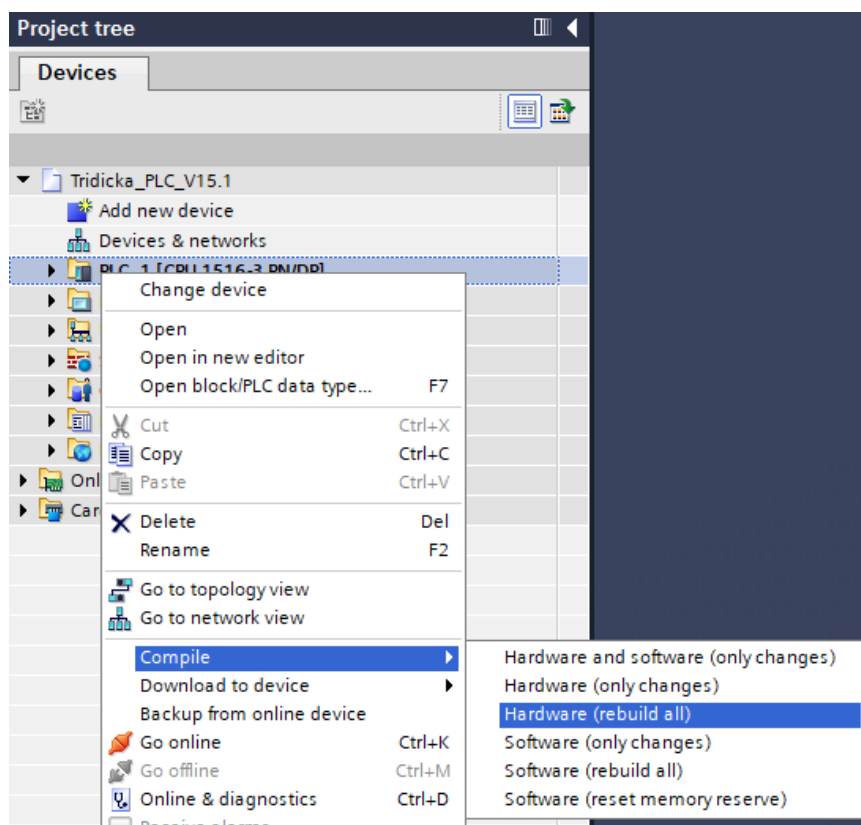 Project tree
Devices
Tridicka_PLC_V15.1
Add new device
Devices & networks
PLC_1 [CPU 1516-3 PN/DP]
Change device
Open
Open in new editor
Open block/PLC data type... F7
Cut Ctrl+X
Copy Ctrl+C
Onl Paste Ctrl+V
Car
Delete Del
Rename F2
Go to topology view
Go to network view
Compile Hardware and software (only changes)
Download to device Hardware (only changes)
Backup from online device Hardware (rebuild all)
Go online Ctrl+K Software (only changes)
Go offline Ctrl+M Software (rebuild all)
Online & diagnostics Ctrl+D Software (reset memory reserve)